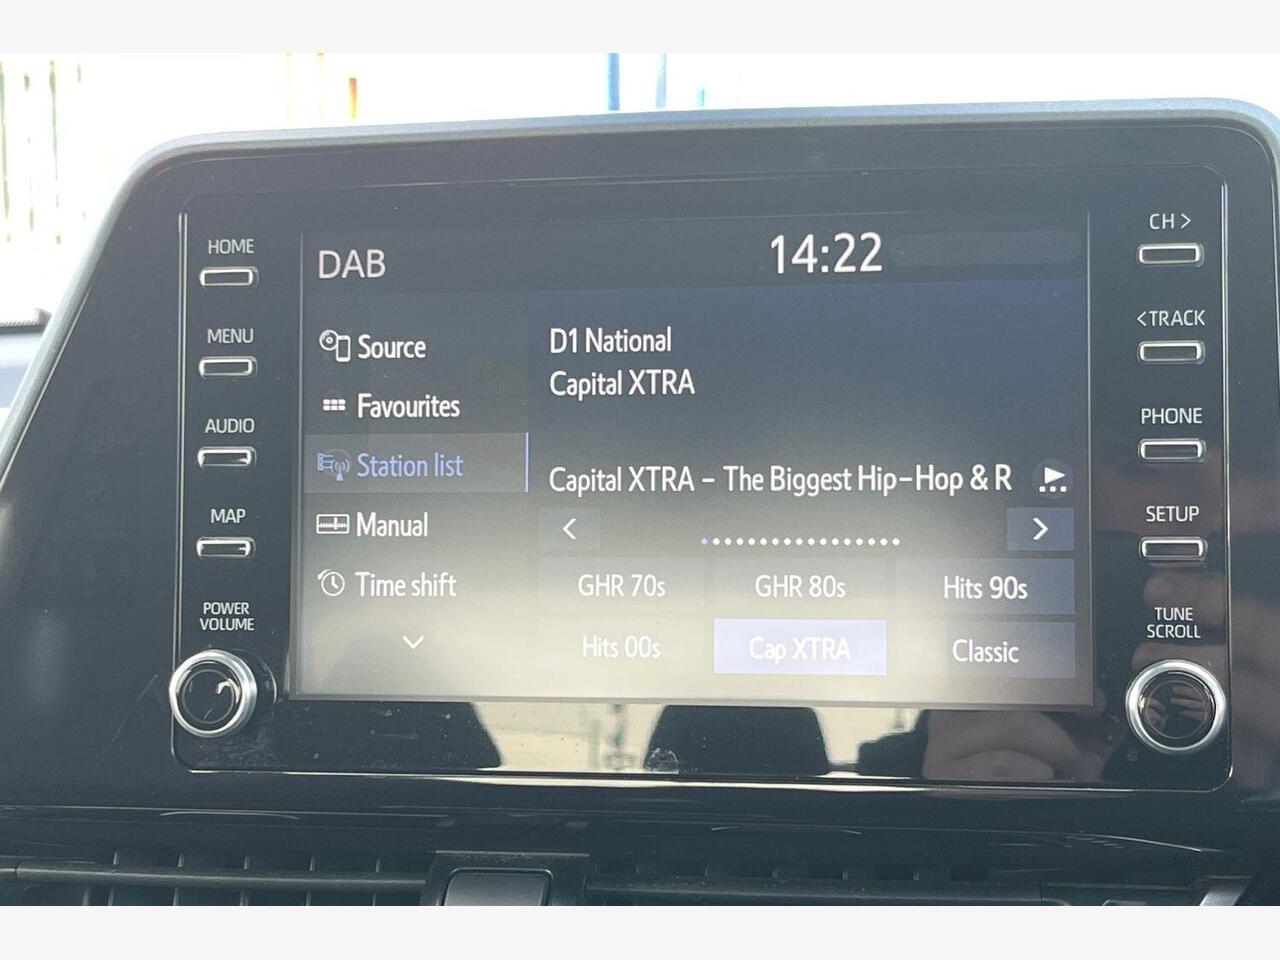 HOME
MENU
AUDIO
MAP
POWER
VOLUME
DAB
14:22
Source
Favourites
Station list
Manual
Time shift
D1 National
Capital XTRA
Capital XTRA - The Biggest Hip-Hop & R
GHR 70s
GHR 80s
Hits 90s
Hits 00s
Cap XTRA
Classic
CH >
<TRACK
PHONE
SETUP
TUNE
SCROLL